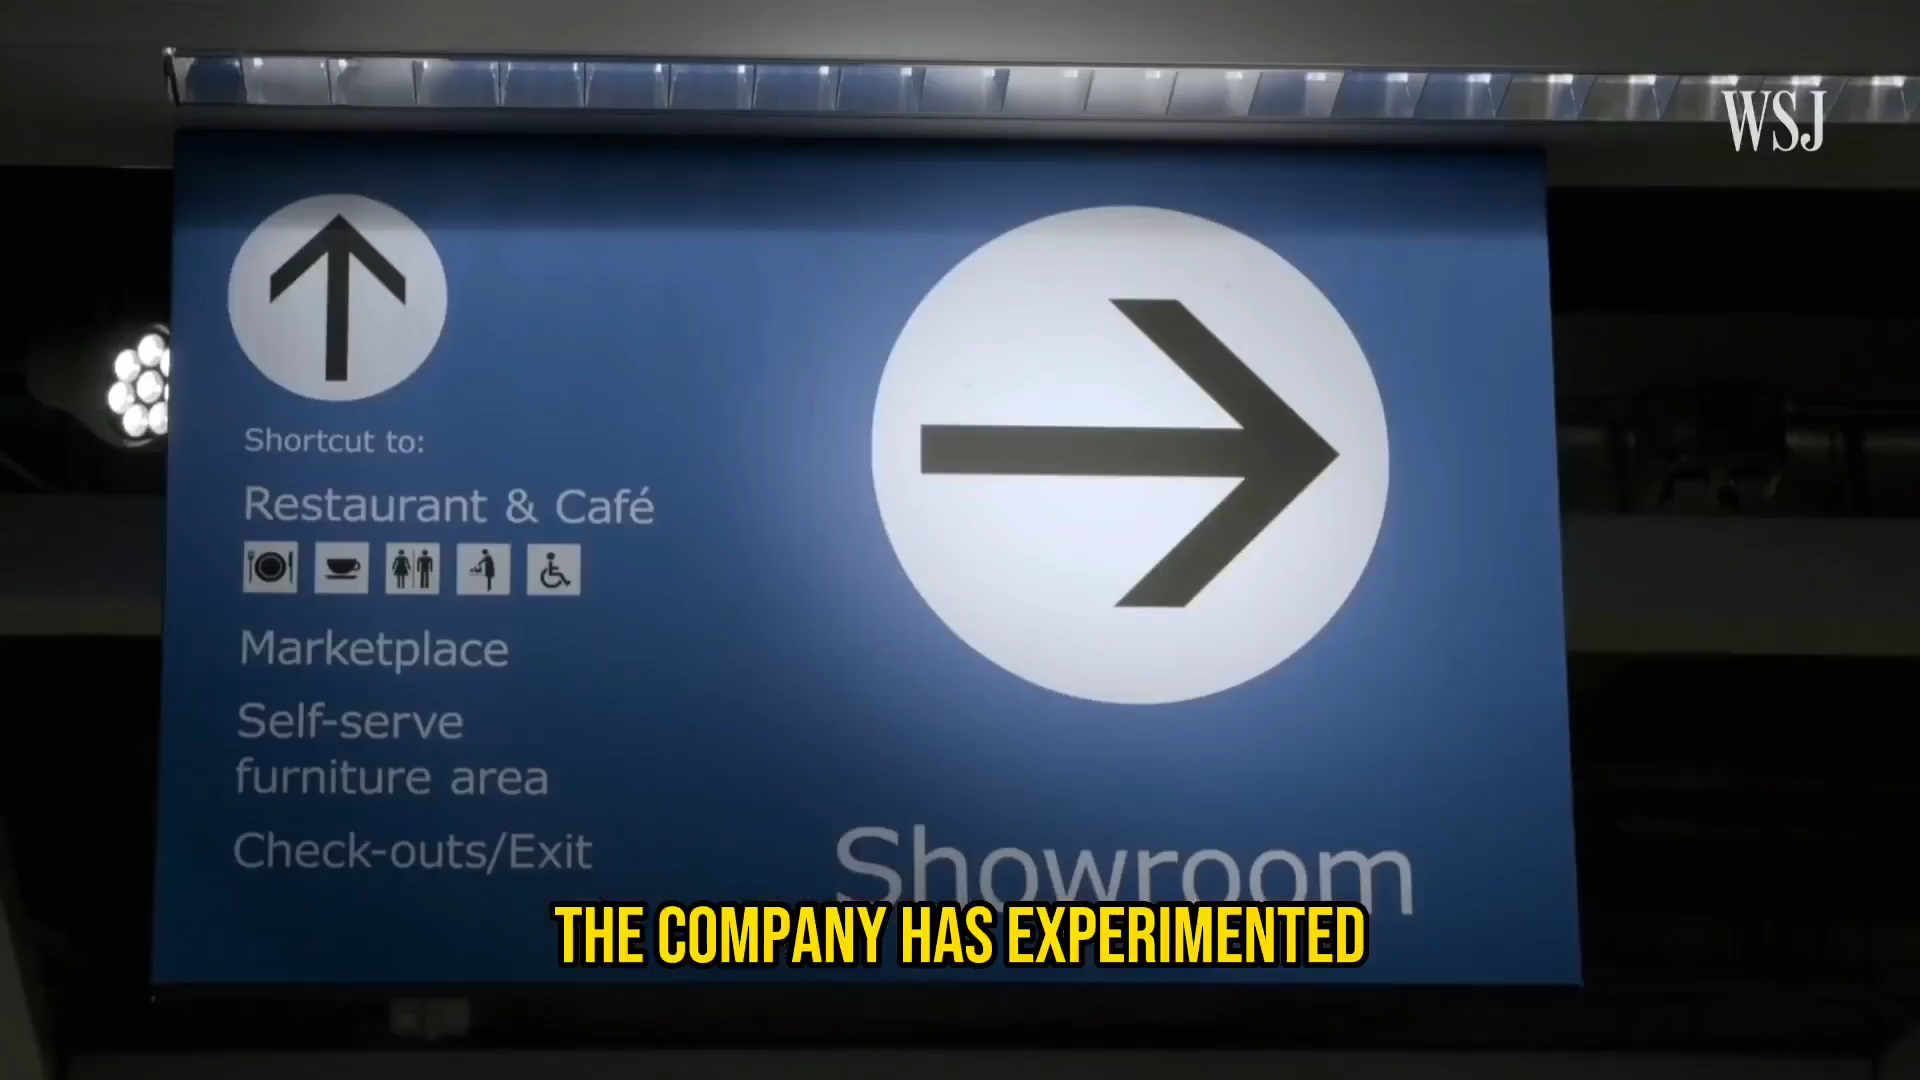 WSJ
Shortcut to:
Restaurant & Café
Marketplace
Self-serve
furniture area
Check-outs/Exit
Showroom
THE COMPANY HAS EXPERIMENTED